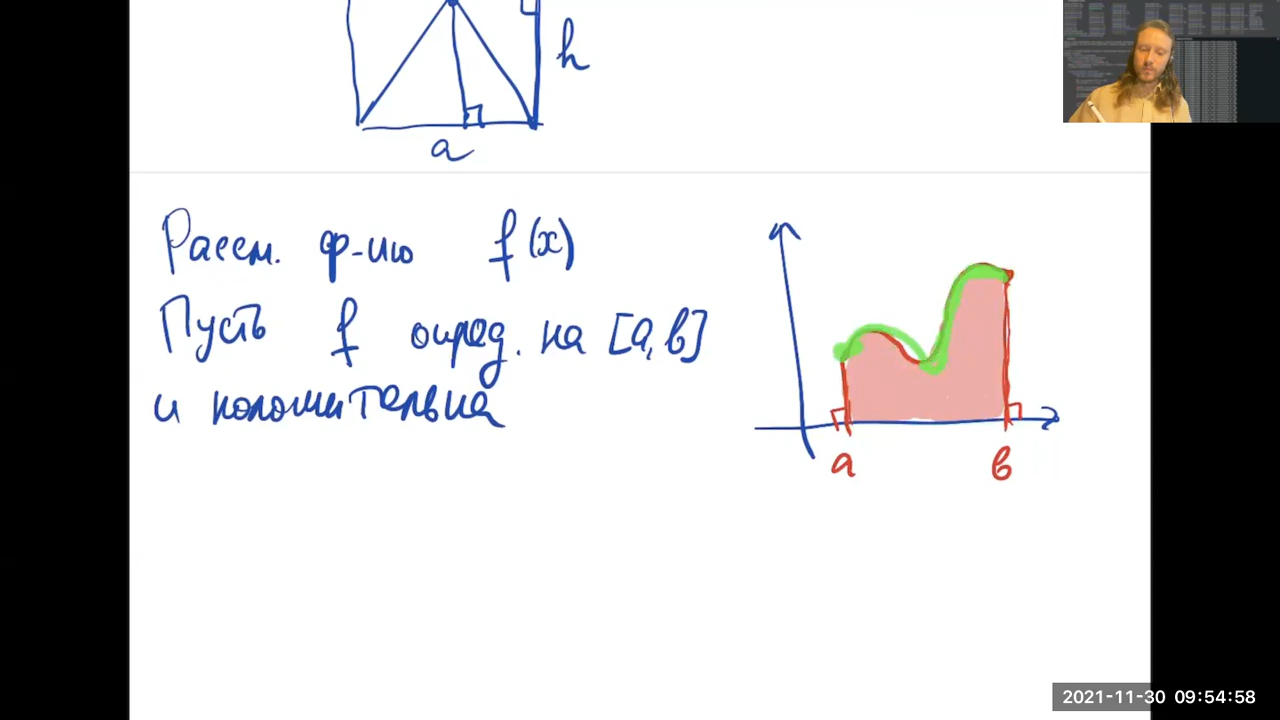 h
a
Рассм. ф-ию f(x)
Пусть f опред. на [a,b]
и положительна
a b
2021-11-30 09:54:58